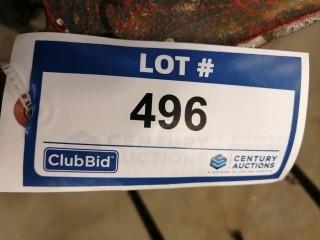 LOT #
496
ClubBid
CENTURY
AUCTIONS